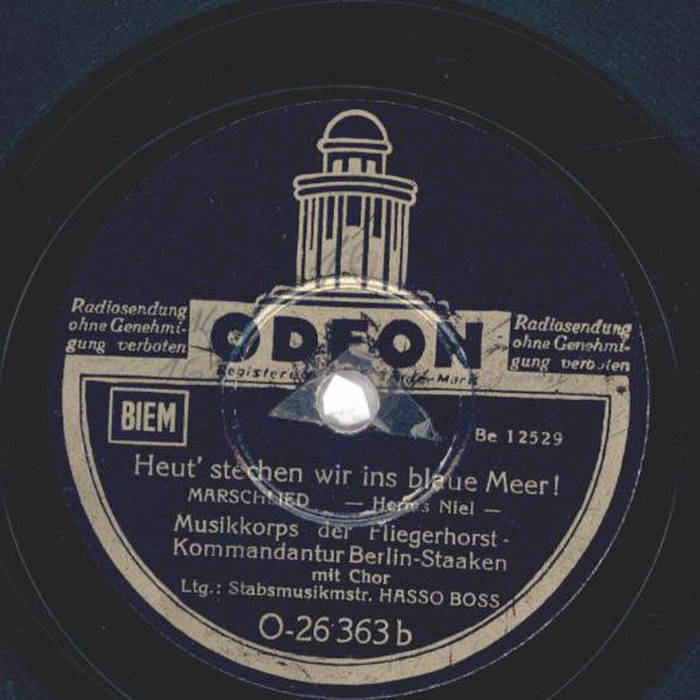 Radiosendung
ohne Genehmi-
gung verboten
ODEON
Radiosendung
ohne Genehmi-
gung verboten
BIEM
Be 12529
Heut' stechen wir ins blaue Meer!
MARSCHLIED — Herms Niel —
Musikkorps der Fliegerhorst-
Kommandantur Berlin-Staaken
mit Chor
Ltg.: Stabsmusikmstr. HASSO BOSS
O-26363b